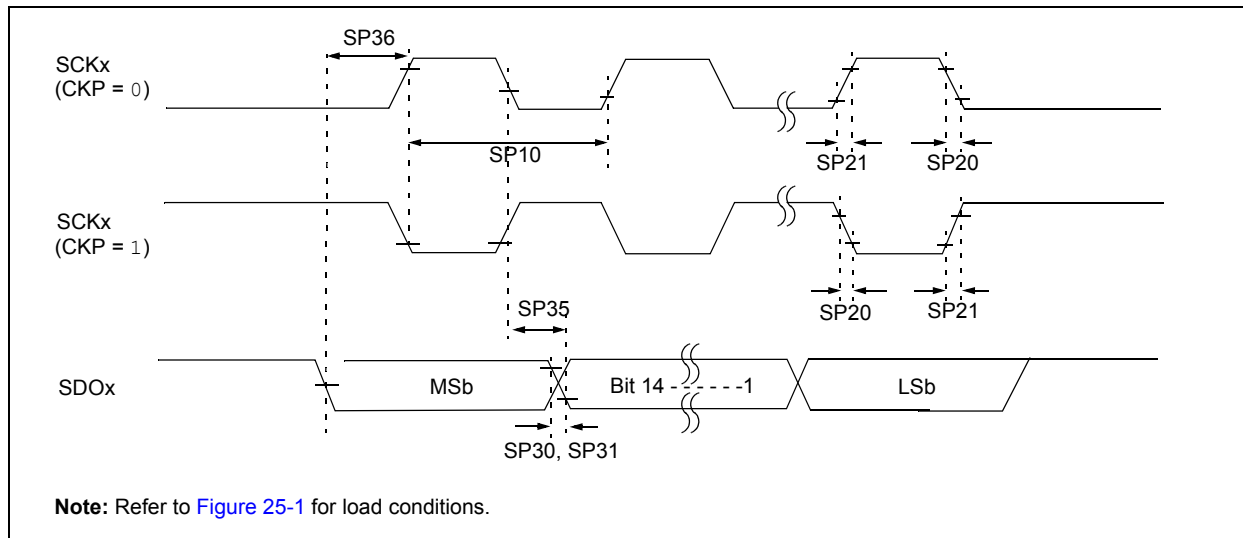 SP36
SCKx
(CKP = 0)
SP10
SP21
SP20
SCKx
(CKP = 1)
SP35
SP20
SP21
SDOx
MSb
Bit 14 - - - - - -1
LSb
SP30, SP31
Note: Refer to Figure 25-1 for load conditions.